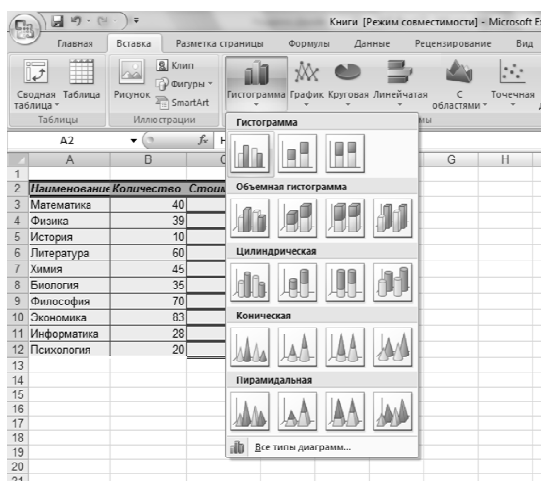 Книги [Режим совместимости] - Microsoft E
Главная Вставка Разметка страницы Формулы Данные Рецензирование Вид
Сводная таблица Таблица Рисунок Клип Фигуры SmartArt Гистограмма График Круговая Линейчатая С областями Точечная
Таблицы Иллюстрации мы
A2 fx Н
A B C G H
1
2 Наименование Количество Стоим
3 Математика 40
4 Физика 39
5 История 10
6 Литература 60
7 Химия 45
8 Биология 35
9 Философия 70
10 Экономика 83
11 Информатика 28
12 Психология 20
13
14
15
16
17
18
19
20
21
Гистограмма
Объемная гистограмма
Цилиндрическая
Коническая
Пирамидальная
Все типы диаграмм...